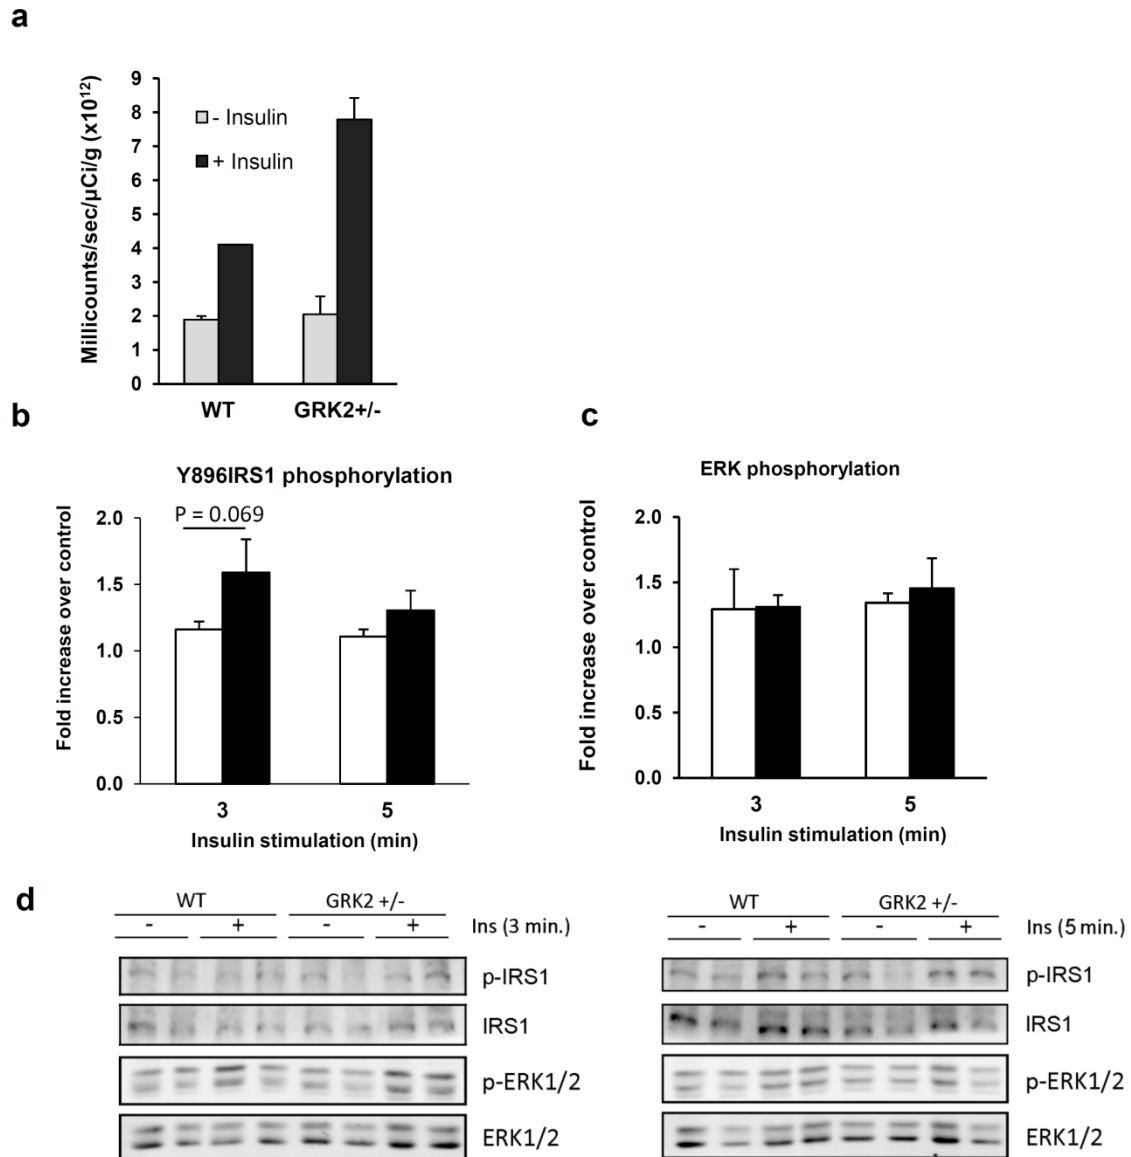 a
Millicounts/sec/µCi/g (x10¹²)
9
8
7
6
5
4
3
2
1
0
- Insulin
+ Insulin
WT GRK2+/-
b
Y896IRS1 phosphorylation
P = 0.069
Fold increase over control
2.0
1.5
1.0
0.5
0.0
3 5
Insulin stimulation (min)
c
ERK phosphorylation
Fold increase over control
2.0
1.5
1.0
0.5
0.0
3 5
Insulin stimulation (min)
d
WT GRK2 +/-
- + - + Ins (3 min.)
p-IRS1
IRS1
p-ERK1/2
ERK1/2
WT GRK2 +/-
- + - + Ins (5 min.)
p-IRS1
IRS1
p-ERK1/2
ERK1/2